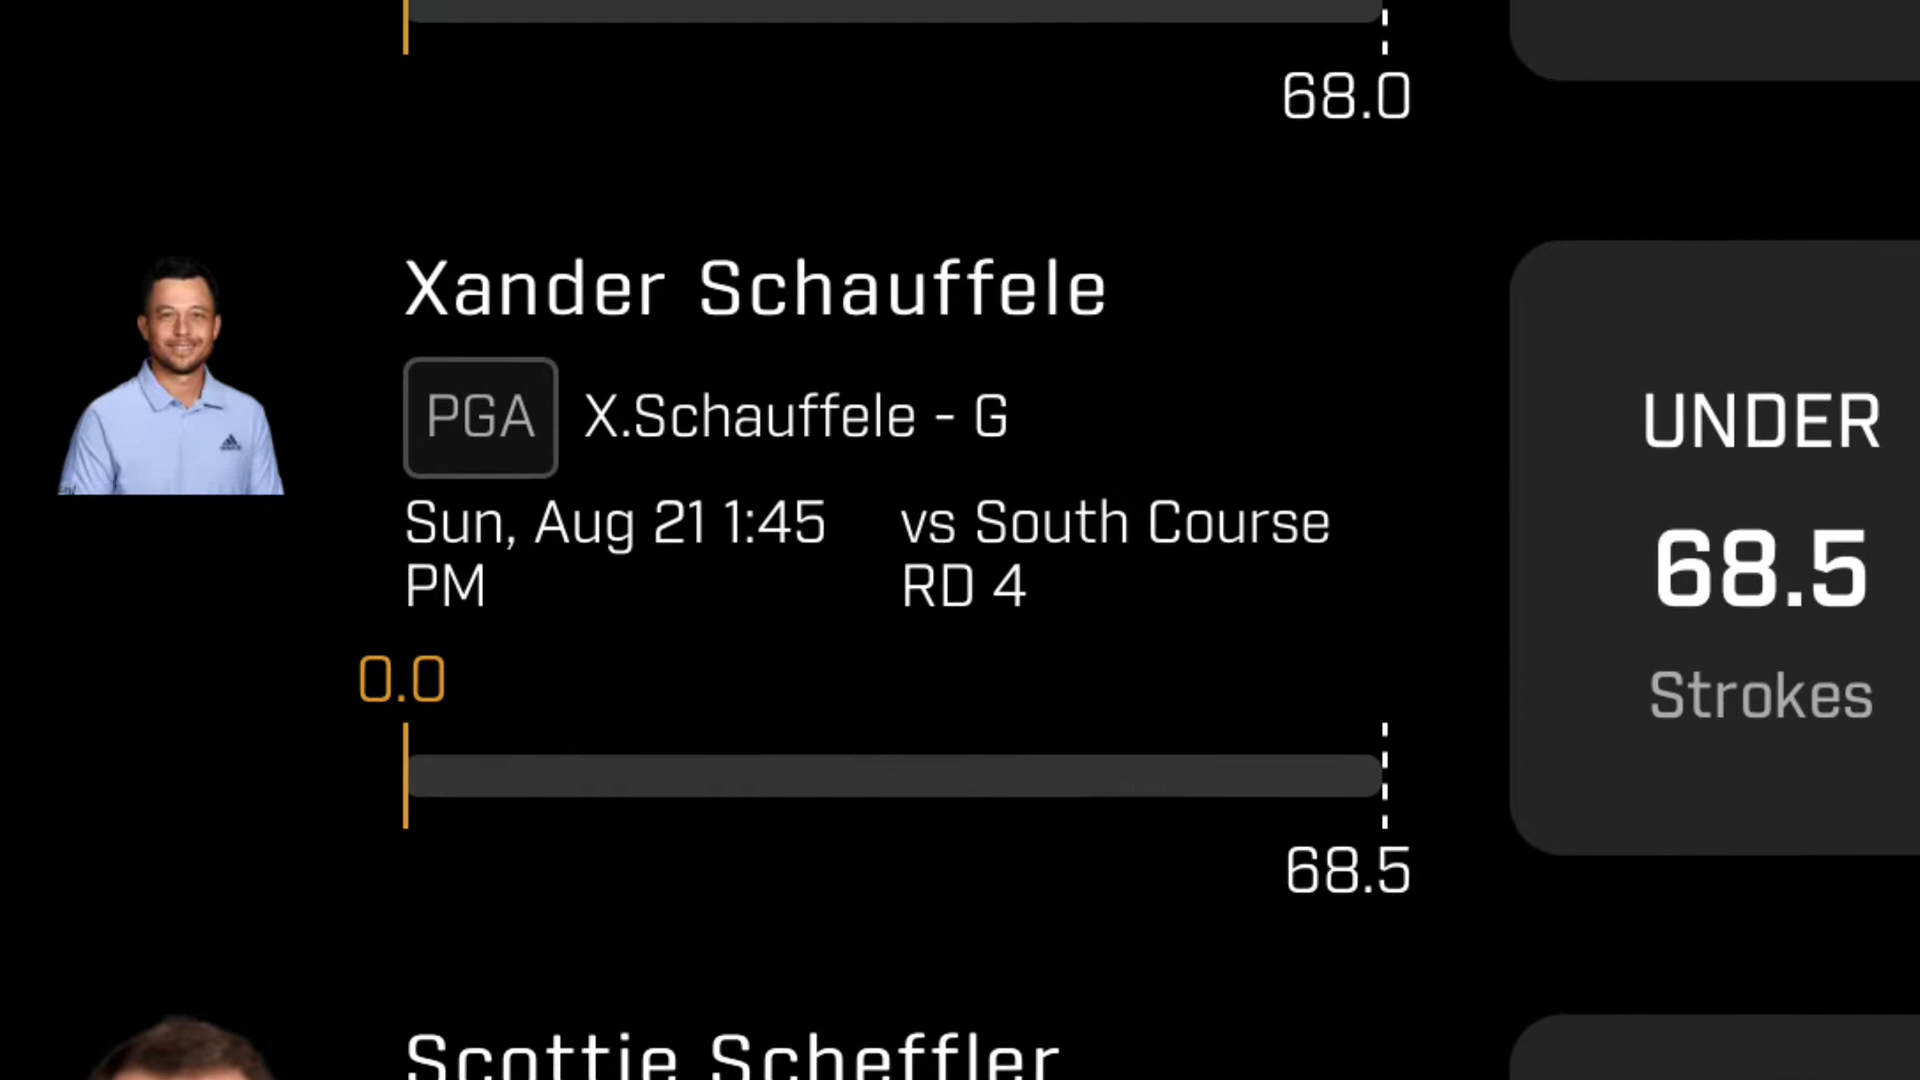 68.0
Xander Schauffele
PGA X.Schauffele - G
Sun, Aug 21 1:45 PM
vs South Course RD 4
UNDER
68.5
Strokes
0.0
68.5
Scottie Scheffler